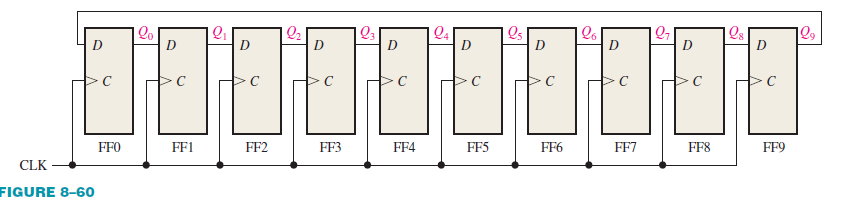 Q0 Q1 Q2 Q3 Q4 Q5 Q6 Q7 Q8 Q9
D D D D D D D D D D
C C C C C C C C C C
FF0 FF1 FF2 FF3 FF4 FF5 FF6 FF7 FF8 FF9
CLK
FIGURE 8–60